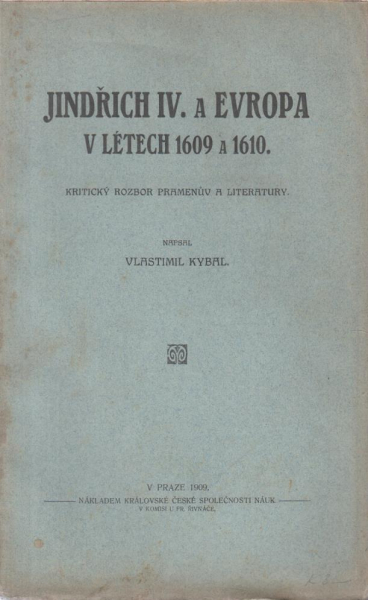 JINDŘICH IV. A EVROPA
V LÉTECH 1609 A 1610.
KRITICKÝ ROZBOR PRAMENŮV A LITERATURY.
NAPSAL
VLASTIMIL KYBAL.
V PRAZE 1909.
NÁKLADEM KRÁLOVSKÉ ČESKÉ SPOLEČNOSTI NÁUK
V KOMISI U FR. ŘIVNÁČE.